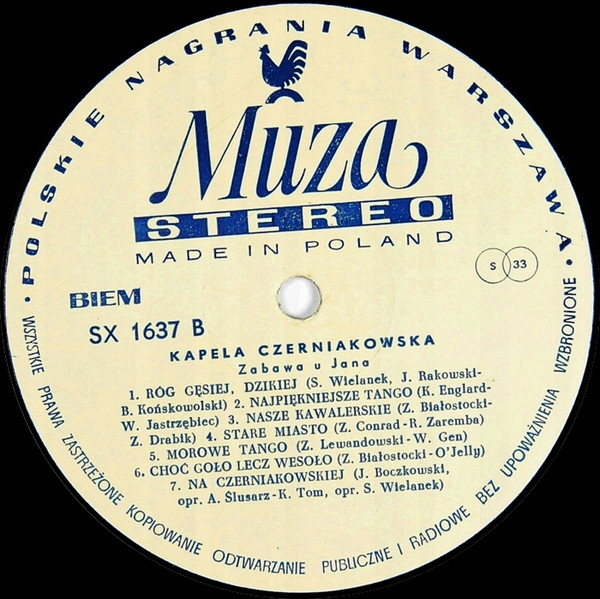 • POLSKIE NAGRANIA WARSZAWA •
Muza
STEREO
MADE IN POLAND
S 33
BIEM
SX 1637 B
KAPELA CZERNIAKOWSKA
Zabawa u Jana
1. RÓG GĘSIEJ, DZIKIEJ (S. Wielanek, J. Rakowski-
B. Końskowolski) 2. NAJPIĘKNIEJSZE TANGO (K. Englard-
W. Jastrzębiec) 3. NASZE KAWALERSKIE (Z. Białostocki-
Z. Drabik) 4. STARE MIASTO (Z. Conrad-R. Zaremba)
5. MOROWE TANGO (Z. Lewandowski-W. Gen)
6. CHOĆ GOŁO LECZ WESOŁO (Z. Białostocki-O'Jelly)
7. NA CZERNIAKOWSKIEJ (J. Boczkowski,
opr. A. Ślusarz-K. Tom, opr. S. Wielanek)
WSZYSTKIE PRAWA ZASTRZEŻONE KOPIOWANIE ODTWARZANIE PUBLICZNE I RADIOWE BEZ UPOWAŻNIENIA WZBRONIONE